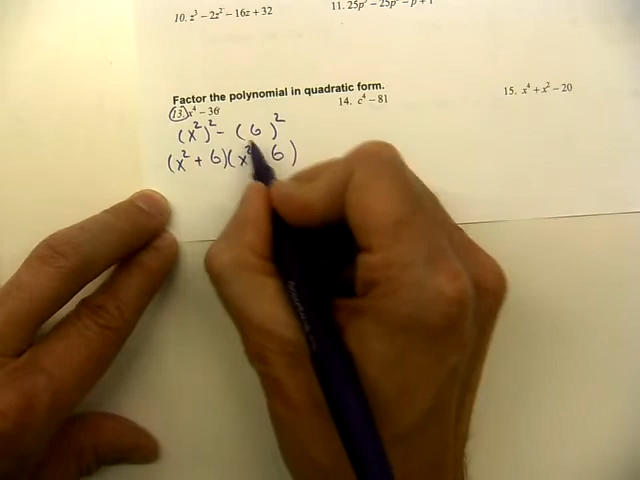 10. z³ – 2z² – 16z + 32
11. 25p³ – 25p² – p + 1
Factor the polynomial in quadratic form.
13. x⁴ – 36
14. c⁴ – 81
15. x⁴ + x² – 20
(x²)² - (6)²
(x² + 6)(x² 6)